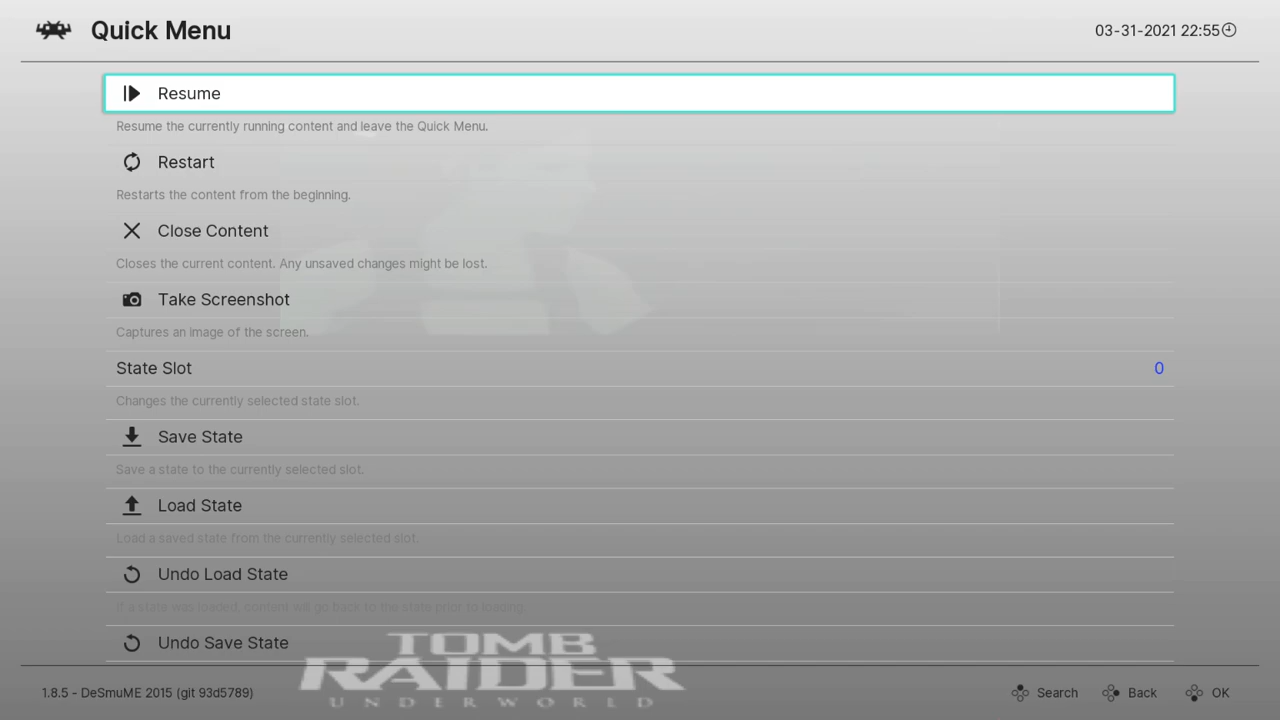 Quick Menu
03-31-2021 22:55
Resume
Resume the currently running content and leave the Quick Menu.
Restart
Restarts the content from the beginning.
Close Content
Closes the current content. Any unsaved changes might be lost.
Take Screenshot
Captures an image of the screen.
State Slot 0
Changes the currently selected state slot.
Save State
Save a state to the currently selected slot.
Load State
Load a saved state from the currently selected slot.
Undo Load State
If a state was loaded, content will go back to the state prior to loading.
Undo Save State
TOMB
RAIDER
UNDERWORLD
1.8.5 - DeSmuME 2015 (git 93d5789)
Search Back OK